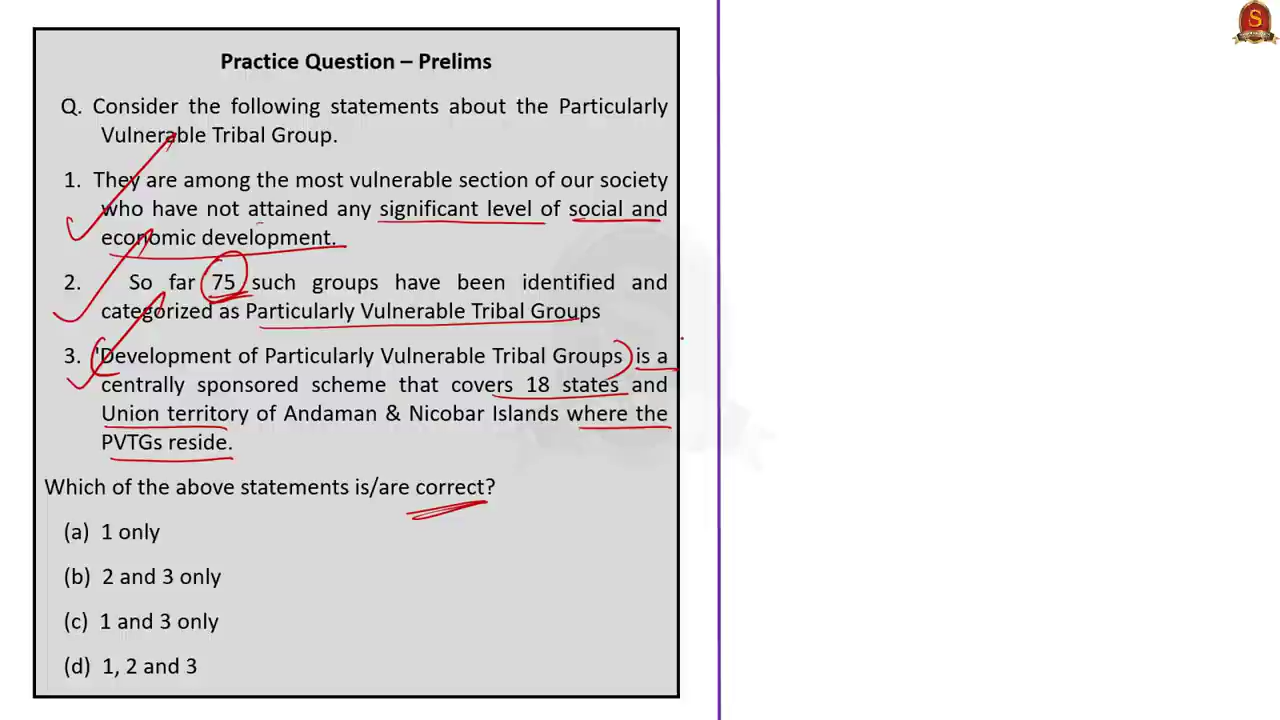 Practice Question – Prelims
Q. Consider the following statements about the Particularly
Vulnerable Tribal Group.
1. They are among the most vulnerable section of our society
who have not attained any significant level of social and
economic development.
2. So far 75 such groups have been identified and
categorized as Particularly Vulnerable Tribal Groups
3. 'Development of Particularly Vulnerable Tribal Groups is a
centrally sponsored scheme that covers 18 states and
Union territory of Andaman & Nicobar Islands where the
PVTGs reside.
Which of the above statements is/are correct?
(a) 1 only
(b) 2 and 3 only
(c) 1 and 3 only
(d) 1, 2 and 3
S